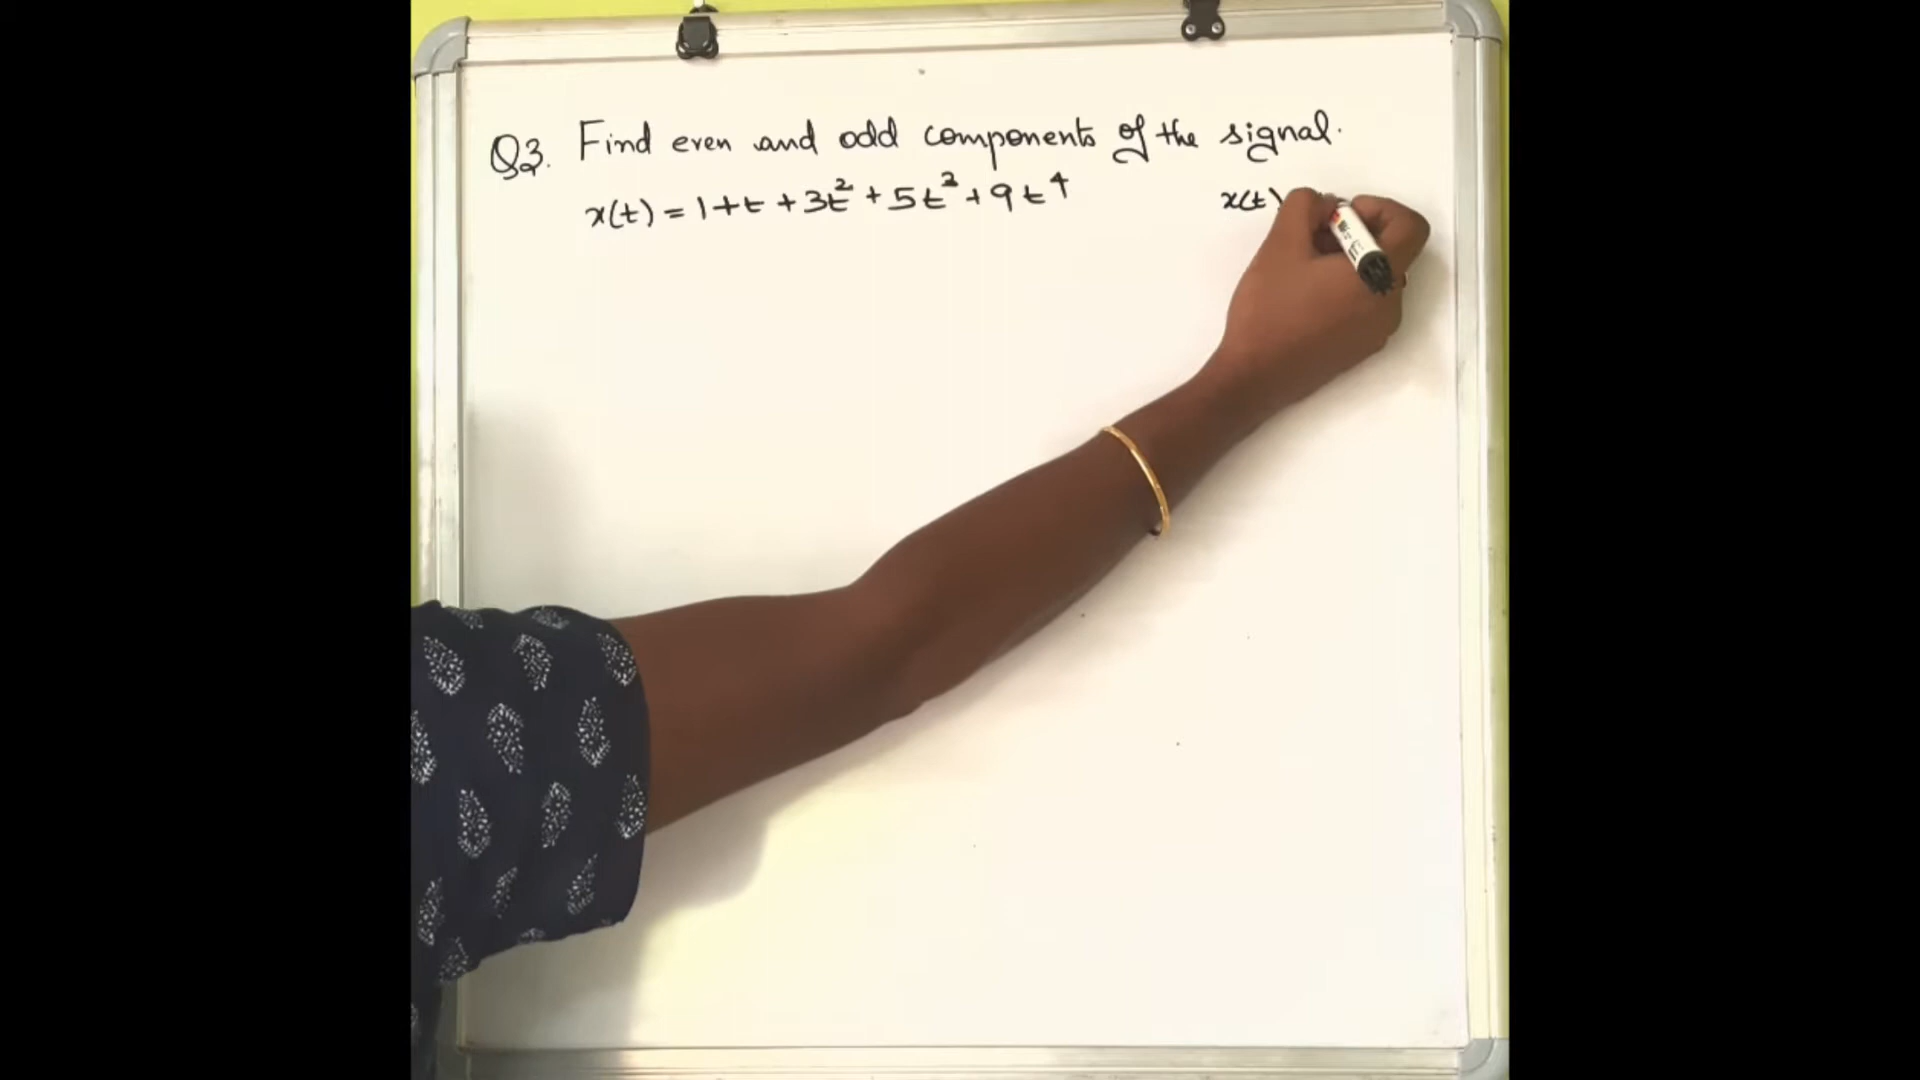 Q3. Find even and odd components of the signal.
x(t) = 1+t+3t²+5t³+9t⁴
x(t)